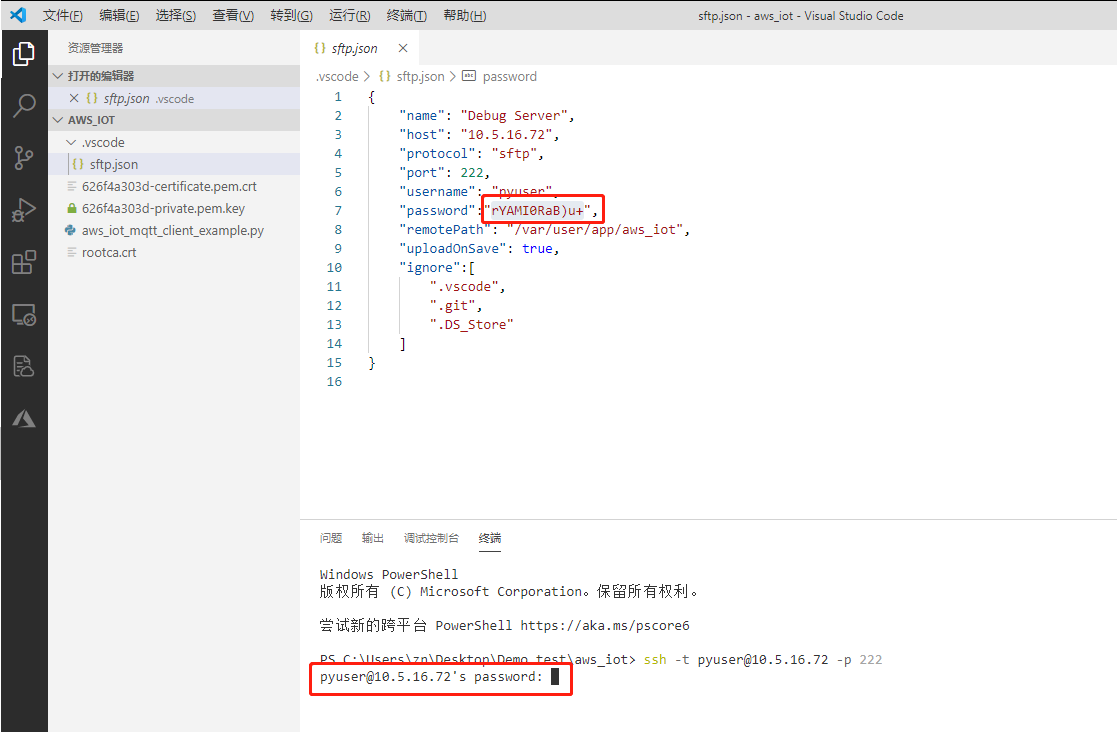 文件(F) 编辑(E) 选择(S) 查看(V) 转到(G) 运行(R) 终端(T) 帮助(H) sftp.json - aws_iot - Visual Studio Code
资源管理器
打开的编辑器
{} sftp.json .vscode
AWS_IOT
.vscode
{} sftp.json
626f4a303d-certificate.pem.crt
626f4a303d-private.pem.key
aws_iot_mqtt_client_example.py
rootca.crt
{} sftp.json
.vscode > {} sftp.json > abc password
1 {
2 "name": "Debug Server",
3 "host": "10.5.16.72",
4 "protocol": "sftp",
5 "port": 222,
6 "username": "pyuser",
7 "password":"rYAMI0RaB)u+",
8 "remotePath": "/var/user/app/aws_iot",
9 "uploadOnSave": true,
10 "ignore":[
11 ".vscode",
12 ".git",
13 ".DS_Store"
14 ]
15 }
16
问题 输出 调试控制台 终端
Windows PowerShell
版权所有 (C) Microsoft Corporation。保留所有权利。
尝试新的跨平台 PowerShell https://aka.ms/pscore6
PS C:\Users\zn\Desktop\Demo_test\aws_iot> ssh -t pyuser@10.5.16.72 -p 222
pyuser@10.5.16.72's password: